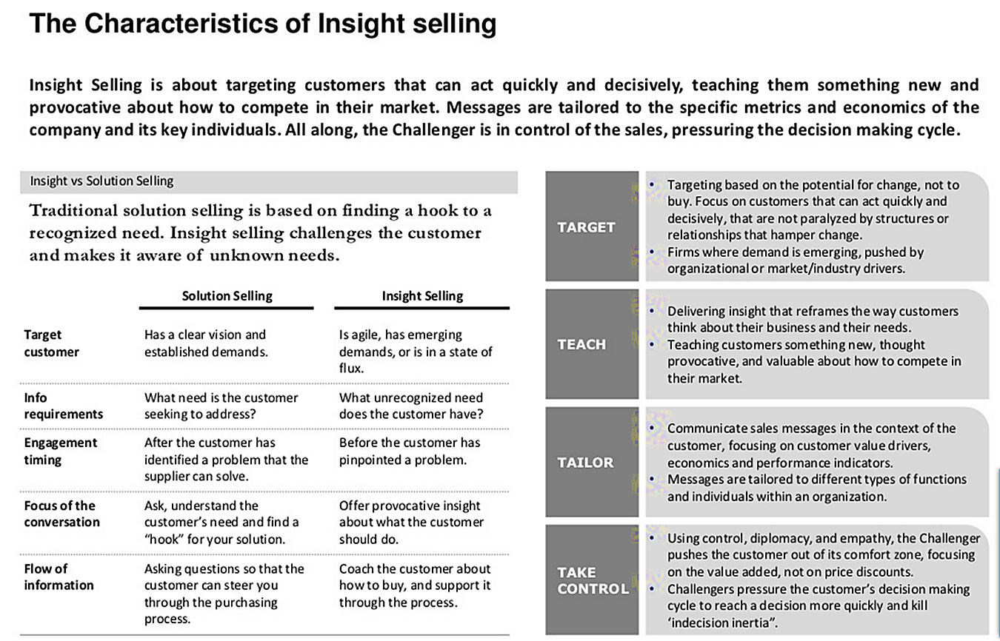 The Characteristics of Insight selling
Insight Selling is about targeting customers that can act quickly and decisively, teaching them something new and
provocative about how to compete in their market. Messages are tailored to the specific metrics and economics of the
company and its key individuals. All along, the Challenger is in control of the sales, pressuring the decision making cycle.
Insight vs Solution Selling
Traditional solution selling is based on finding a hook to a
recognized need. Insight selling challenges the customer
and makes it aware of unknown needs.
Solution Selling
Insight Selling
Target
customer
Has a clear vision and
established demands.
Is agile, has emerging
demands, or is in a state of
flux.
Info
requirements
What need is the customer
seeking to address?
What unrecognized need
does the customer have?
Engagement
timing
After the customer has
identified a problem that the
supplier can solve.
Before the customer has
pinpointed a problem.
Focus of the
conversation
Ask, understand the
customer's need and find a
“hook” for your solution.
Offer provocative insight
about what the customer
should do.
Flow of
information
Asking questions so that the
customer can steer you
through the purchasing
process.
Coach the customer about
how to buy, and support it
through the process.
TARGET
• Targeting based on the potential for change, not to
buy. Focus on customers that can act quickly and
decisively, that are not paralyzed by structures or
relationships that hamper change.
• Firms where demand is emerging, pushed by
organizational or market/industry drivers.
TEACH
• Delivering insight that reframes the way customers
think about their business and their needs.
• Teaching customers something new, thought
provocative, and valuable about how to compete in
their market.
TAILOR
• Communicate sales messages in the context of the
customer, focusing on customer value drivers,
economics and performance indicators.
• Messages are tailored to different types of functions
and individuals within an organization.
TAKE
CONTROL
• Using control, diplomacy, and empathy, the Challenger
pushes the customer out of its comfort zone, focusing
on the value added, not on price discounts.
• Challengers pressure the customer's decision making
cycle to reach a decision more quickly and kill
‘indecision inertia”.